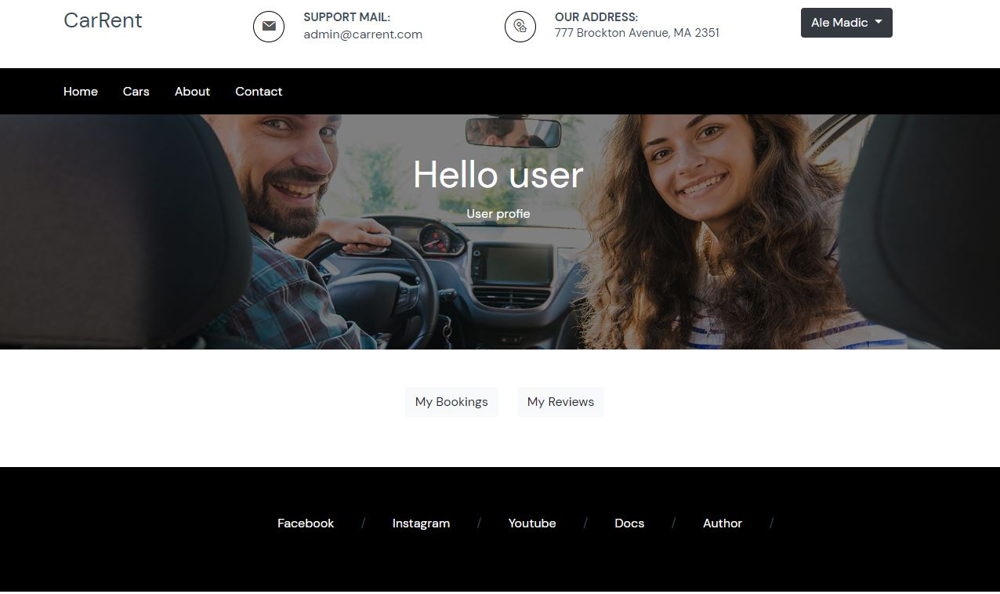 CarRent
SUPPORT MAIL:
admin@carrent.com
OUR ADDRESS:
777 Brockton Avenue, MA 2351
Ale Madic
Home Cars About Contact
Hello user
User profie
My Bookings My Reviews
Facebook / Instagram / Youtube / Docs / Author /